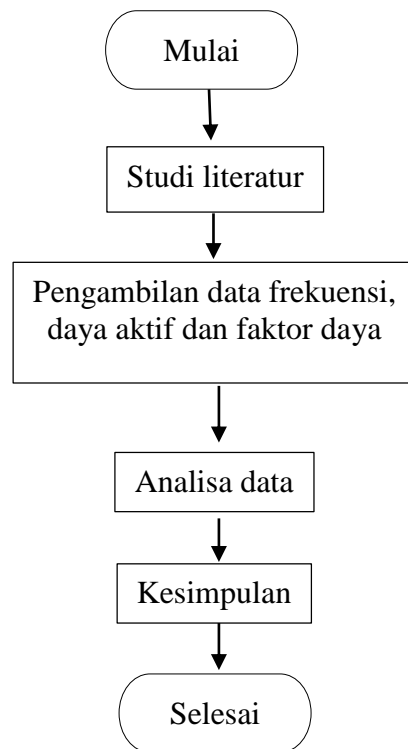 Mulai
Studi literatur
Pengambilan data frekuensi,
daya aktif dan faktor daya
Analisa data
Kesimpulan
Selesai